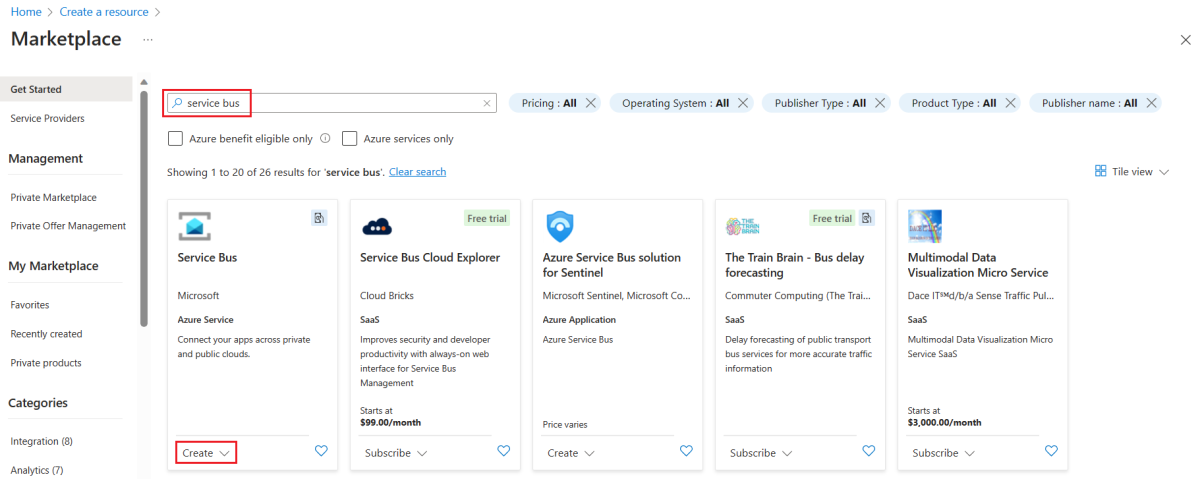 Home > Create a resource >
Marketplace ...
Get Started
Service Providers
Management
Private Marketplace
Private Offer Management
My Marketplace
Favorites
Recently created
Private products
Categories
Integration (8)
Analytics (7)
service bus
Pricing : All
Operating System : All
Publisher Type : All
Product Type : All
Publisher name : All
Azure benefit eligible only
Azure services only
Showing 1 to 20 of 26 results for 'service bus'. Clear search
Tile view
Service Bus
Microsoft
Azure Service
Connect your apps across private
and public clouds.
Create
Free trial
Service Bus Cloud Explorer
Cloud Bricks
SaaS
Improves security and developer
productivity with always-on web
interface for Service Bus
Management
Starts at
$99.00/month
Subscribe
Azure Service Bus solution
for Sentinel
Microsoft Sentinel, Microsoft Co...
Azure Application
Azure Service Bus
Price varies
Create
THE
TRAIN
BRAIN
Free trial
The Train Brain - Bus delay
forecasting
Commuter Computing (The Trai...
SaaS
Delay forecasting of public transport
bus services for more accurate traffic
information
Subscribe
Multimodal Data
Visualization Micro Service
Dace IT℠d/b/a Sense Traffic Pul...
SaaS
Multimodal Data Visualization Micro
Service SaaS
Starts at
$3,000.00/month
Subscribe